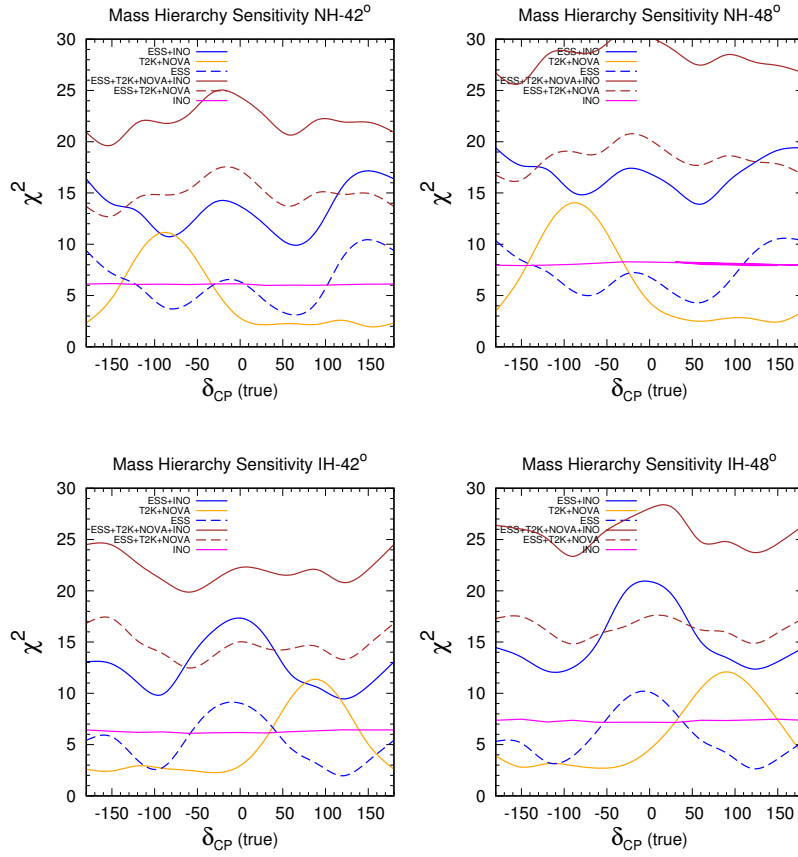 Mass Hierarchy Sensitivity NH-42°
30
25
20
15
10
5
0
χ²
ESS+INO
T2K+NOVA
ESS
ESS+T2K+NOVA+INO
ESS+T2K+NOVA
INO
-150 -100 -50 0 50 100 150
δCP (true)
Mass Hierarchy Sensitivity NH-48°
30
25
20
15
10
5
0
χ²
ESS+INO
T2K+NOVA
ESS
ESS+T2K+NOVA+INO
ESS+T2K+NOVA
INO
-150 -100 -50 0 50 100 150
δCP (true)
Mass Hierarchy Sensitivity IH-42°
30
25
20
15
10
5
0
χ²
ESS+INO
T2K+NOVA
ESS
ESS+T2K+NOVA+INO
ESS+T2K+NOVA
INO
-150 -100 -50 0 50 100 150
δCP (true)
Mass Hierarchy Sensitivity IH-48°
30
25
20
15
10
5
0
χ²
ESS+INO
T2K+NOVA
ESS
ESS+T2K+NOVA+INO
ESS+T2K+NOVA
INO
-150 -100 -50 0 50 100 150
δCP (true)